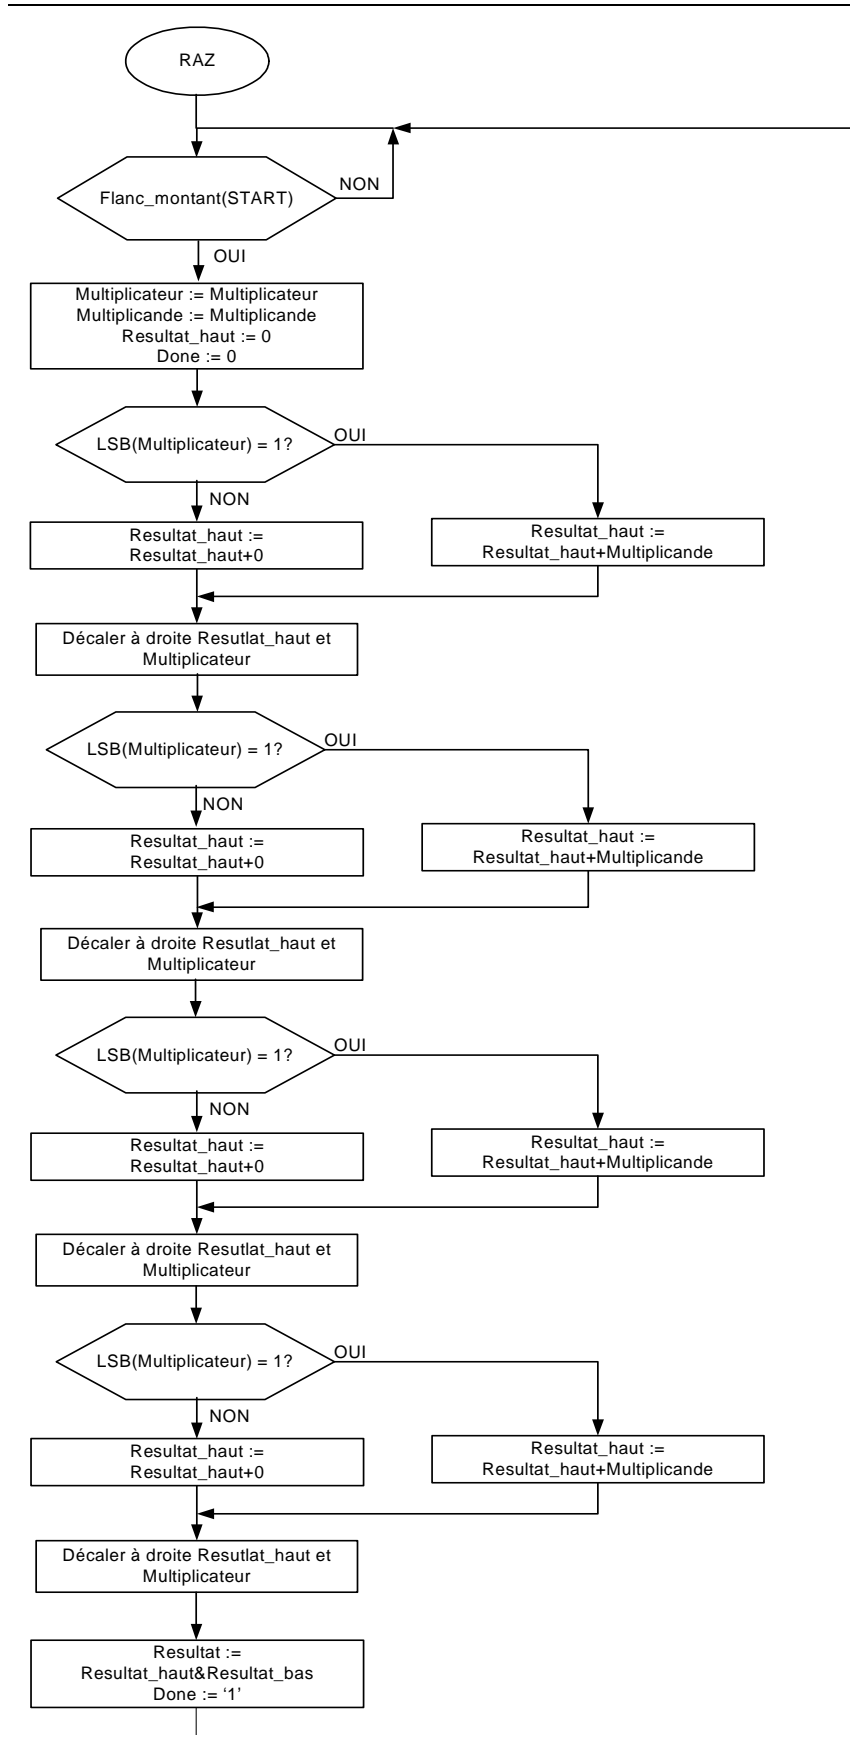 RAZ
Flanc_montant(START)
NON
OUI
Multiplicateur := Multiplicateur
Multiplicande := Multiplicande
Resultat_haut := 0
Done := 0
LSB(Multiplicateur) = 1?
OUI
NON
Resultat_haut :=
Resultat_haut+0
Resultat_haut :=
Resultat_haut+Multiplicande
Décaler à droite Resutlat_haut et
Multiplicateur
LSB(Multiplicateur) = 1?
OUI
NON
Resultat_haut :=
Resultat_haut+0
Resultat_haut :=
Resultat_haut+Multiplicande
Décaler à droite Resutlat_haut et
Multiplicateur
LSB(Multiplicateur) = 1?
OUI
NON
Resultat_haut :=
Resultat_haut+0
Resultat_haut :=
Resultat_haut+Multiplicande
Décaler à droite Resutlat_haut et
Multiplicateur
LSB(Multiplicateur) = 1?
OUI
NON
Resultat_haut :=
Resultat_haut+0
Resultat_haut :=
Resultat_haut+Multiplicande
Décaler à droite Resutlat_haut et
Multiplicateur
Resultat :=
Resultat_haut&Resultat_bas
Done := ‘1’